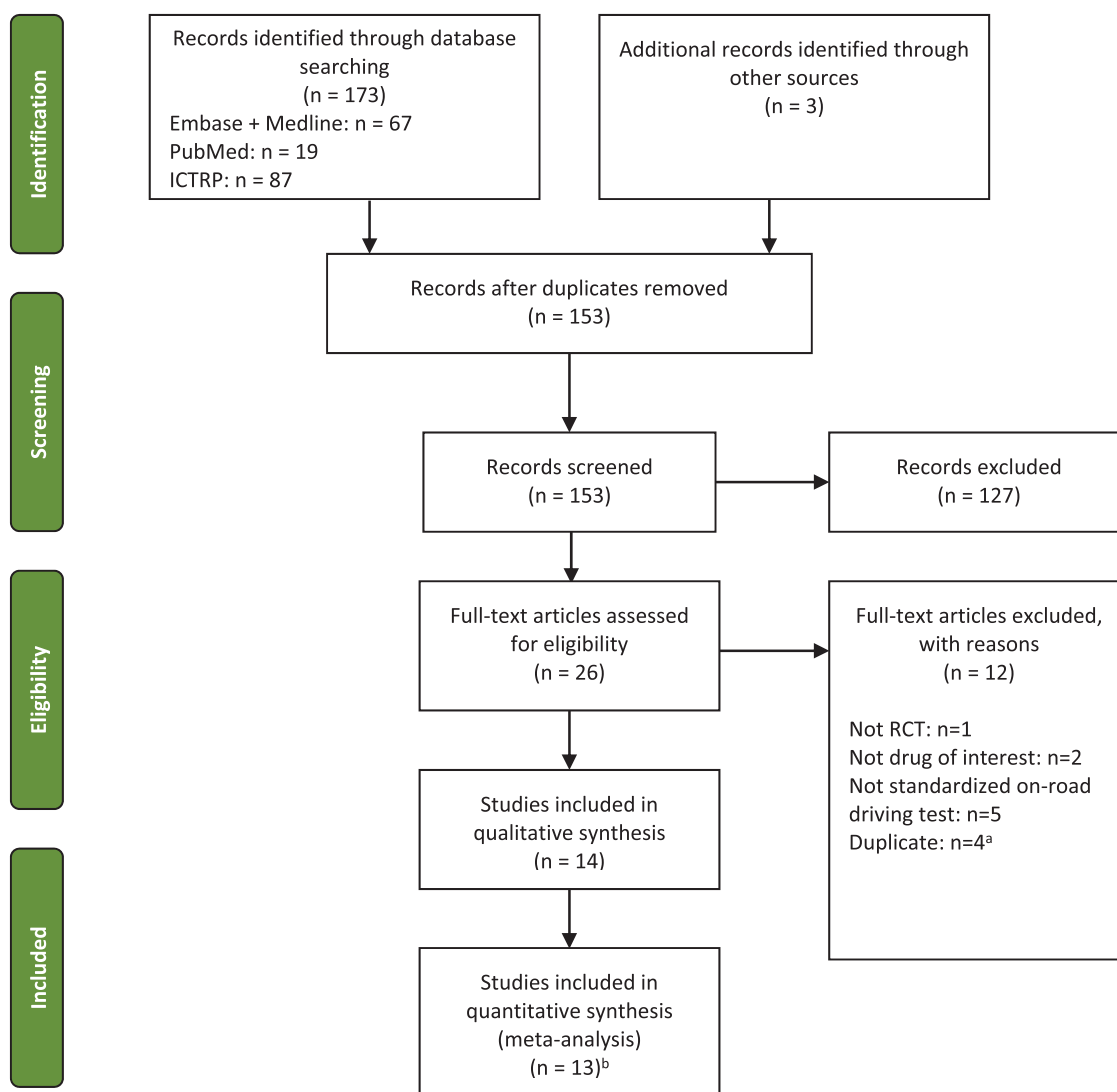 Identification
Records identified through database
searching
(n = 173)
Embase + Medline: n = 67
PubMed: n = 19
ICTRP: n = 87
Additional records identified through
other sources
(n = 3)
Records after duplicates removed
(n = 153)
Screening
Records screened
(n = 153)
Records excluded
(n = 127)
Eligibility
Full-text articles assessed
for eligibility
(n = 26)
Full-text articles excluded,
with reasons
(n = 12)
Not RCT: n=1
Not drug of interest: n=2
Not standardized on-road
driving test: n=5
Duplicate: n=4ᵃ
Studies included in
qualitative synthesis
(n = 14)
Included
Studies included in
quantitative synthesis
(meta-analysis)
(n = 13)ᵇ